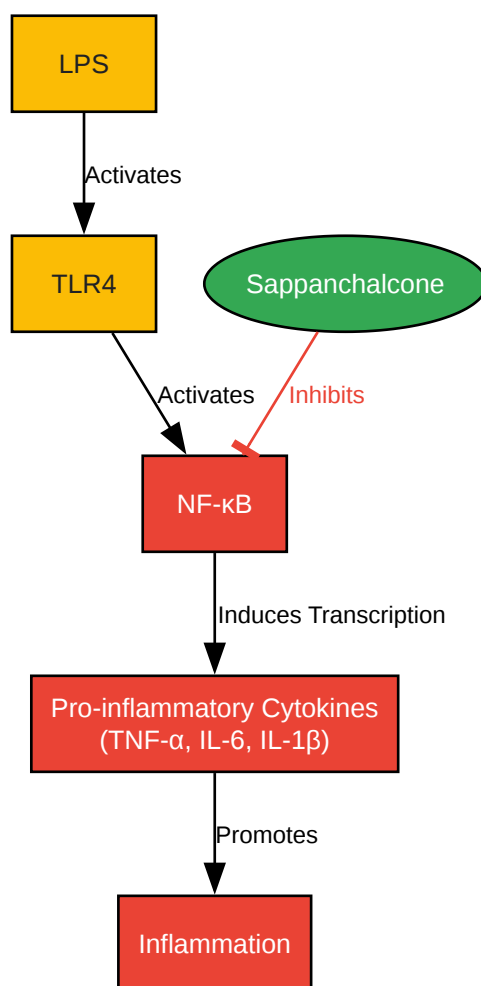 LPS
Activates
TLR4
Sappanchalcone
Activates
Inhibits
NF-κB
Induces Transcription
Pro-inflammatory Cytokines
(TNF-α, IL-6, IL-1β)
Promotes
Inflammation